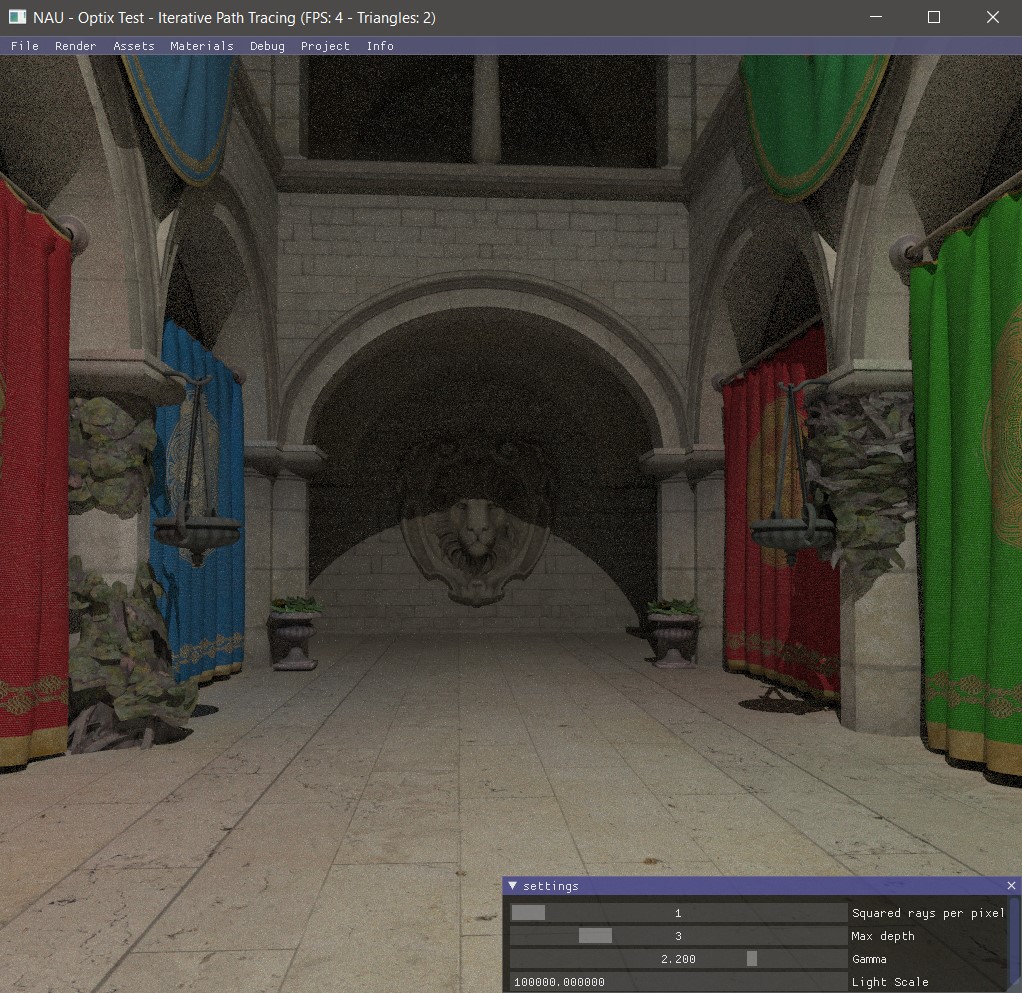 NAU - Optix Test - Iterative Path Tracing (FPS: 4 - Triangles: 2)
File Render Assets Materials Debug Project Info
settings
1 Squared rays per pixel
3 Max depth
2.200 Gamma
100000.000000 Light Scale